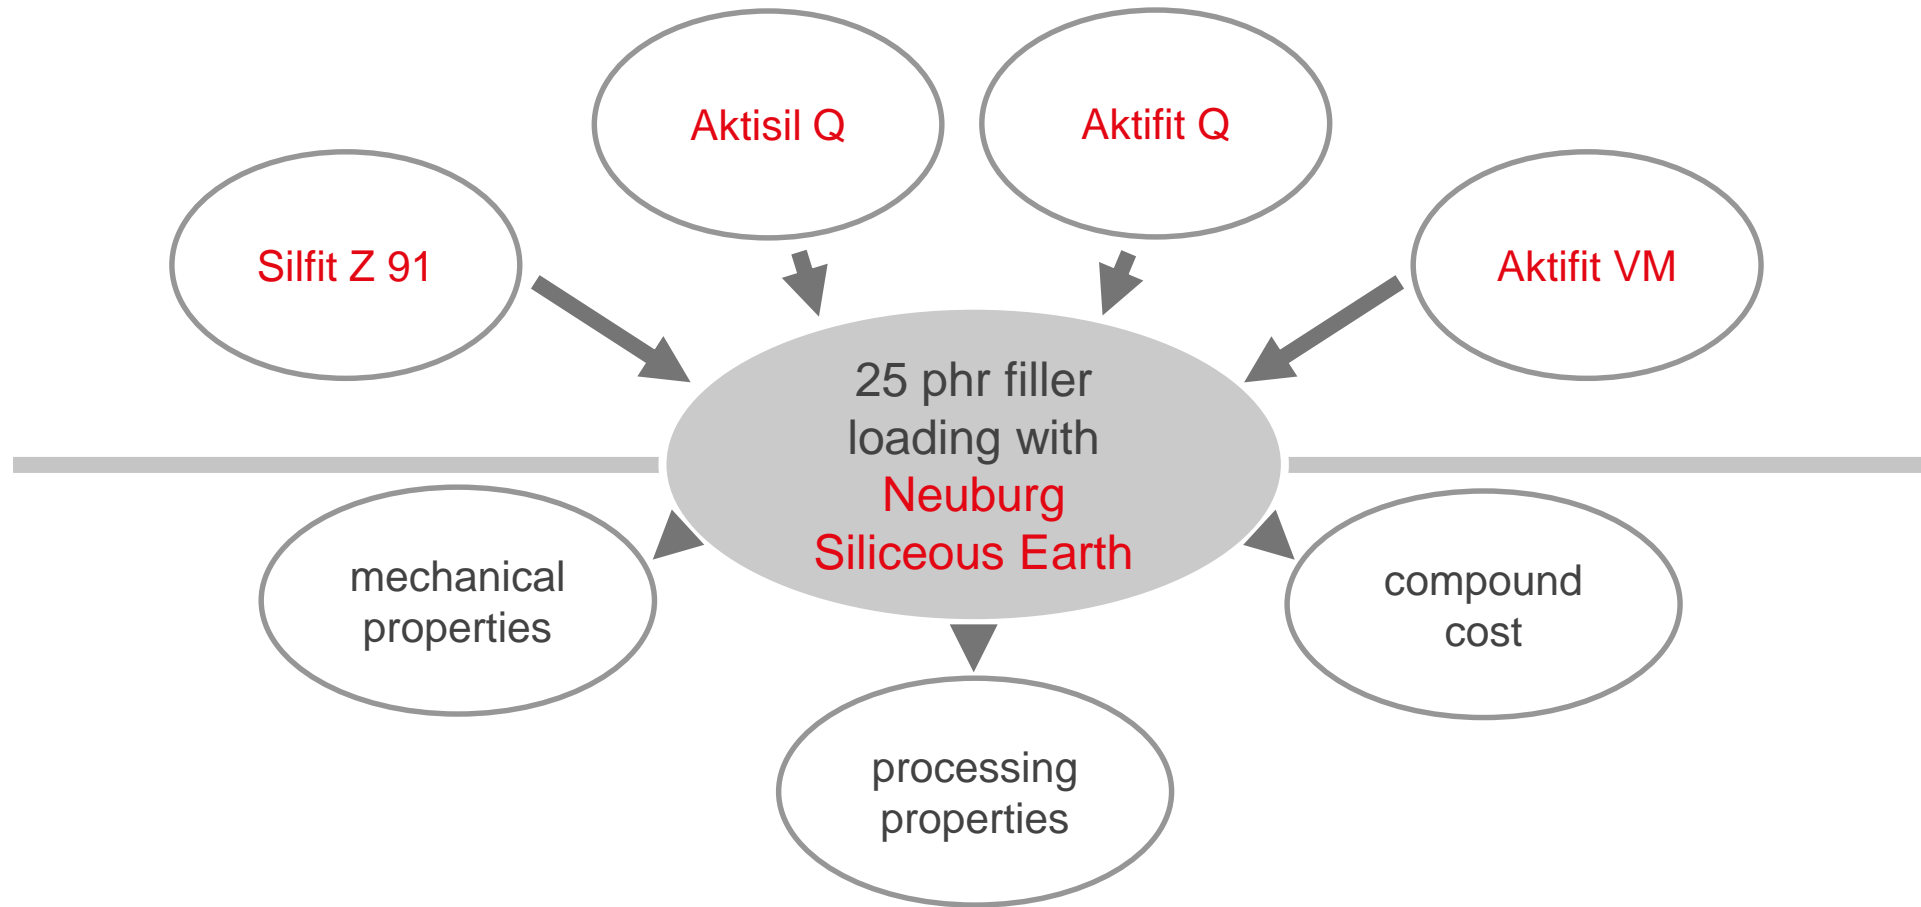 Aktisil Q
Aktifit Q
Silfit Z 91
Aktifit VM
25 phr filler
loading with
Neuburg
Siliceous Earth
mechanical
properties
compound
cost
processing
properties